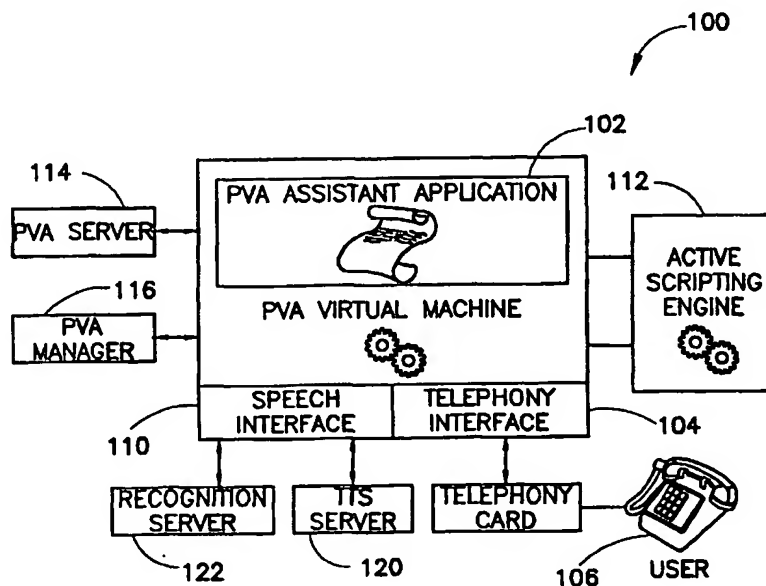 100
102
114
PVA ASSISTANT APPLICATION
112
PVA SERVER
116
ACTIVE
SCRIPTING
ENGINE
PVA
MANAGER
PVA VIRTUAL MACHINE
110
SPEECH
INTERFACE
TELEPHONY
INTERFACE
104
RECOGNITION
SERVER
TTS
SERVER
TELEPHONY
CARD
122
120
106
USER